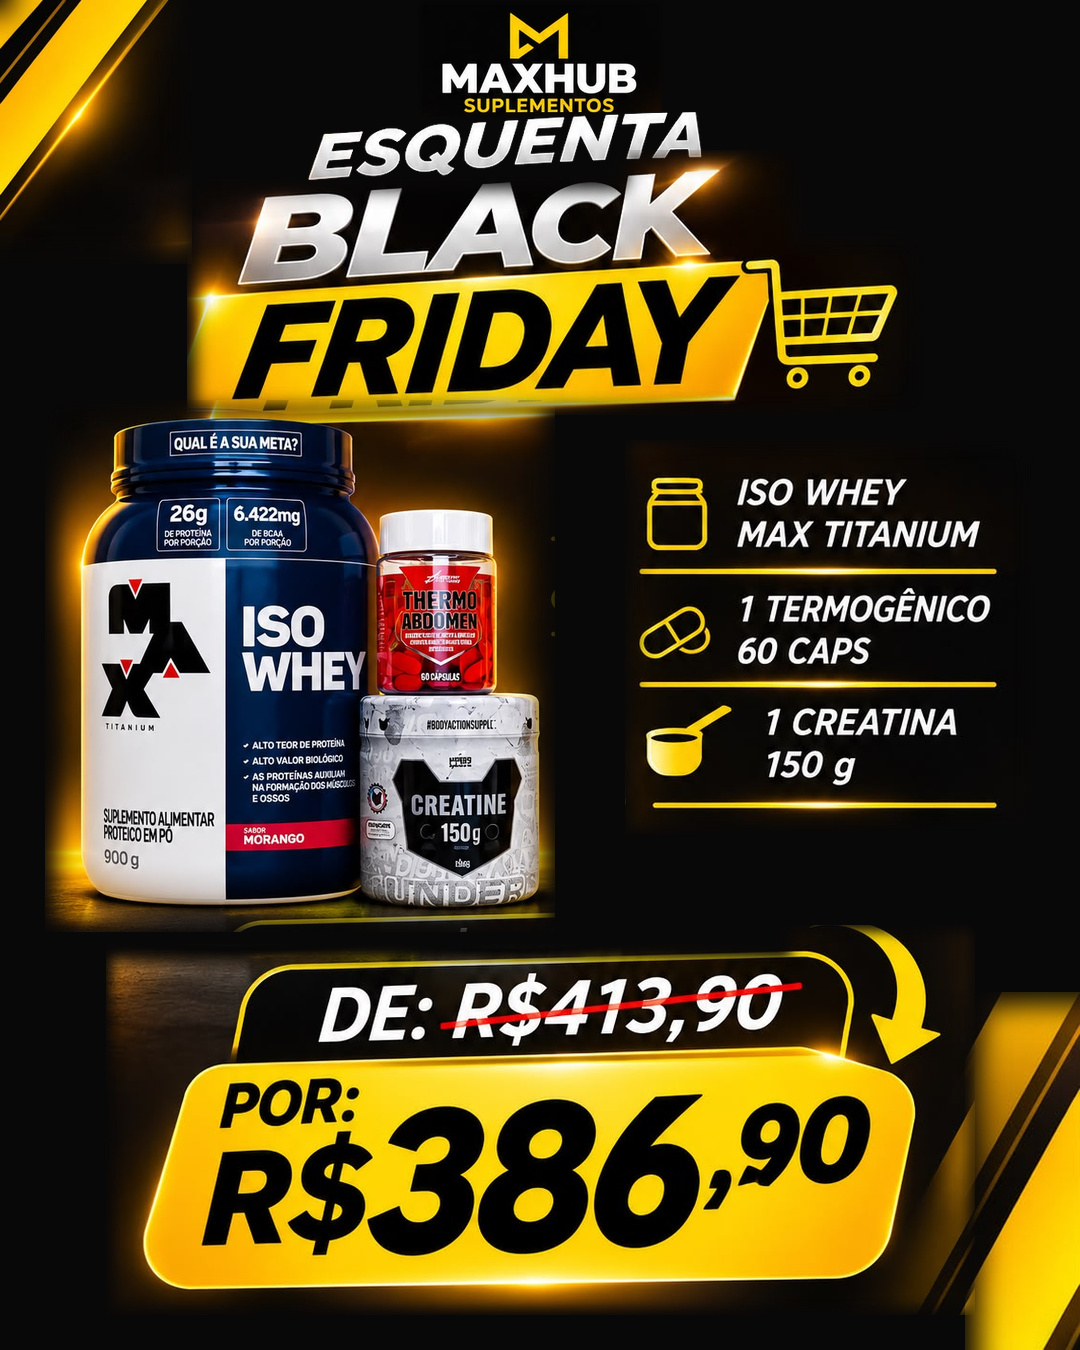 MAXHUB
SUPLEMENTOS
ESQUENTA
BLACK
FRIDAY
QUAL É A SUA META?
26g
DE PROTEÍNA
POR PORÇÃO
6.422mg
DE BCAA
POR PORÇÃO
MAX
TITANIUM
ISO
WHEY
ALTO TEOR DE PROTEÍNA
ALTO VALOR BIOLÓGICO
AS PROTEÍNAS AUXILIAM
NA FORMAÇÃO DOS MÚSCULOS
E OSSOS
SUPLEMENTO ALIMENTAR
PROTEICO EM PÓ
900 g
SABOR
MORANGO
THERMO
ABDOMEN
60 CÁPSULAS
#BODYACTIONSUPPL
CREATINE
150g
UNDER
ISO WHEY
MAX TITANIUM
1 TERMOGÊNICO
60 CAPS
1 CREATINA
150 g
DE: R$413,90
POR:
R$386,90